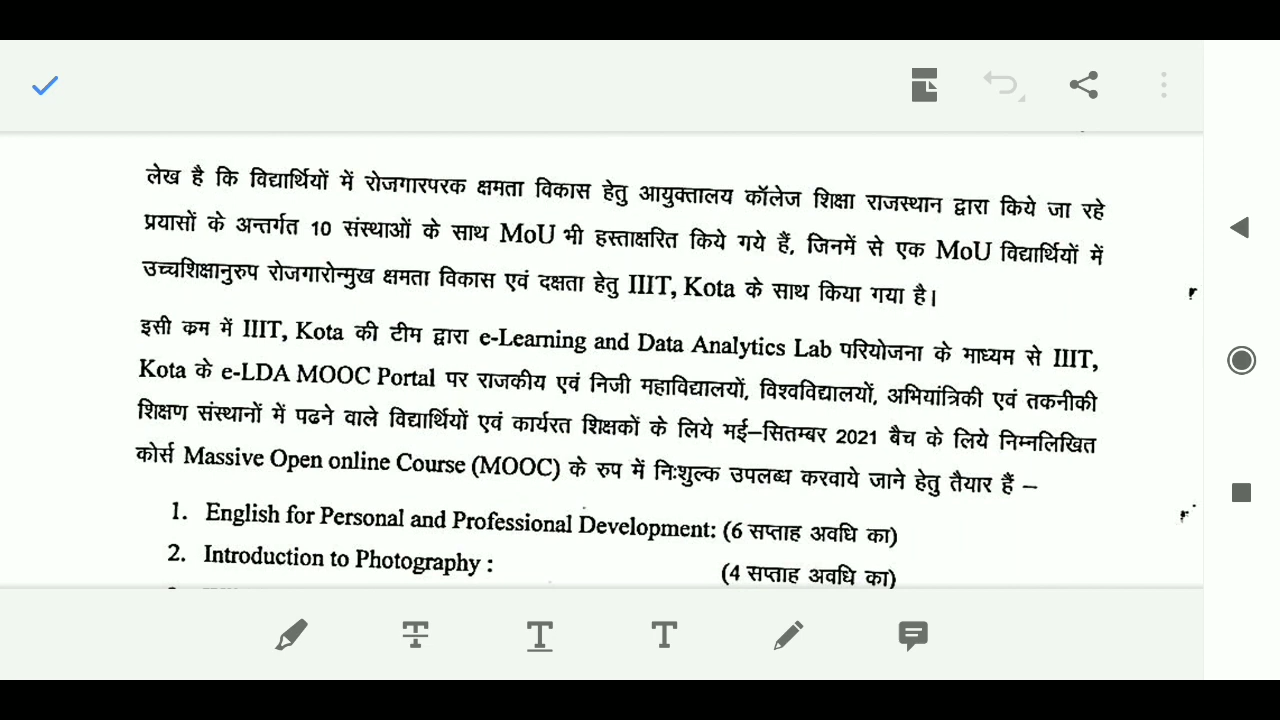 लेख है कि विद्यार्थियों में रोजगारपरक क्षमता विकास हेतु आयुक्तालय कॉलेज शिक्षा राजस्थान द्वारा किये जा रहे
प्रयासों के अन्तर्गत 10 संस्थाओं के साथ MoU भी हस्ताक्षरित किये गये हैं, जिनमें से एक MoU विद्यार्थियों में
उच्चशिक्षानुरुप रोजगारोन्मुख क्षमता विकास एवं दक्षता हेतु IIIT, Kota के साथ किया गया है।
इसी कम में IIIT, Kota की टीम द्वारा e-Learning and Data Analytics Lab परियोजना के माध्यम से IIIT,
Kota के e-LDA MOOC Portal पर राजकीय एवं निजी महाविद्यालयों, विश्वविद्यालयों, अभियांत्रिकी एवं तकनीकी
शिक्षण संस्थानों में पढने वाले विद्यार्थियों एवं कार्यरत शिक्षकों के लिये मई–सितम्बर 2021 बैच के लिये निम्नलिखित
कोर्स Massive Open online Course (MOOC) के रुप में निःशुल्क उपलब्ध करवाये जाने हेतु तैयार हैं –
1. English for Personal and Professional Development: (6 सप्ताह अवधि का)
2. Introduction to Photography : (4 सप्ताह अवधि का)